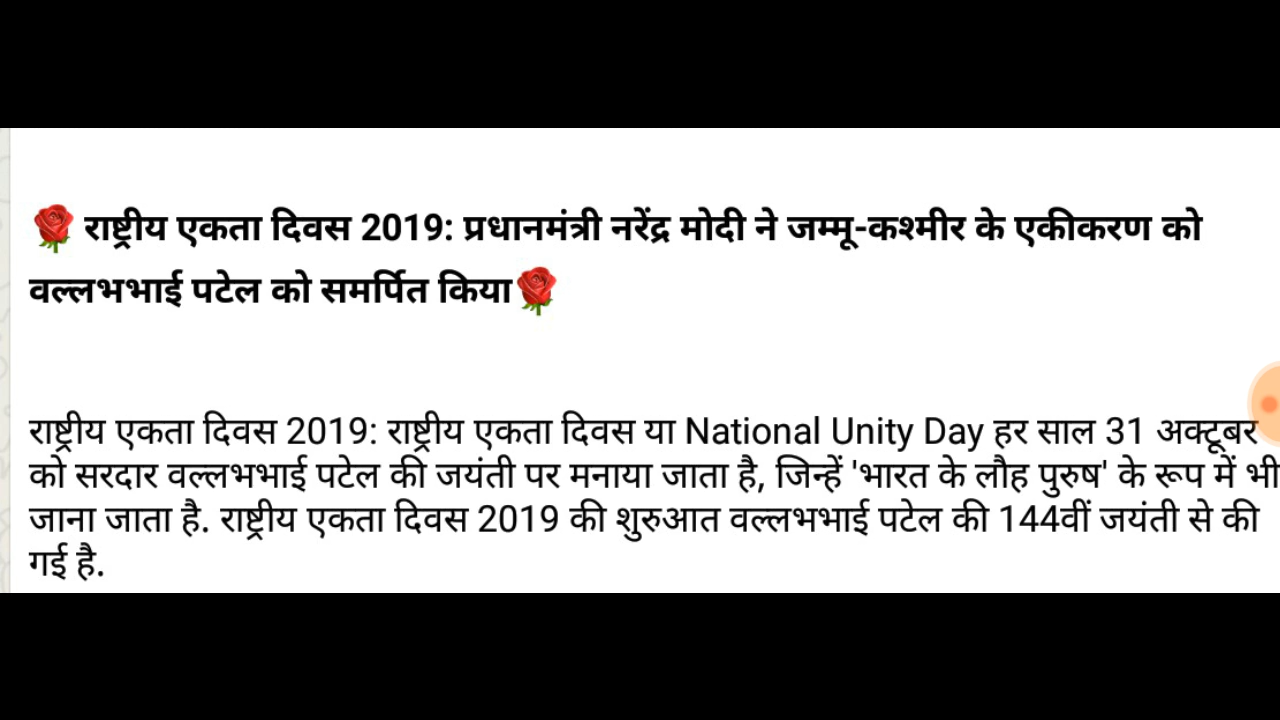 🌹 राष्ट्रीय एकता दिवस 2019: प्रधानमंत्री नरेंद्र मोदी ने जम्मू-कश्मीर के एकीकरण को
वल्लभभाई पटेल को समर्पित किया🌹
राष्ट्रीय एकता दिवस 2019: राष्ट्रीय एकता दिवस या National Unity Day हर साल 31 अक्टूबर
को सरदार वल्लभभाई पटेल की जयंती पर मनाया जाता है, जिन्हें 'भारत के लौह पुरुष' के रूप में भी
जाना जाता है. राष्ट्रीय एकता दिवस 2019 की शुरुआत वल्लभभाई पटेल की 144वीं जयंती से की
गई है.